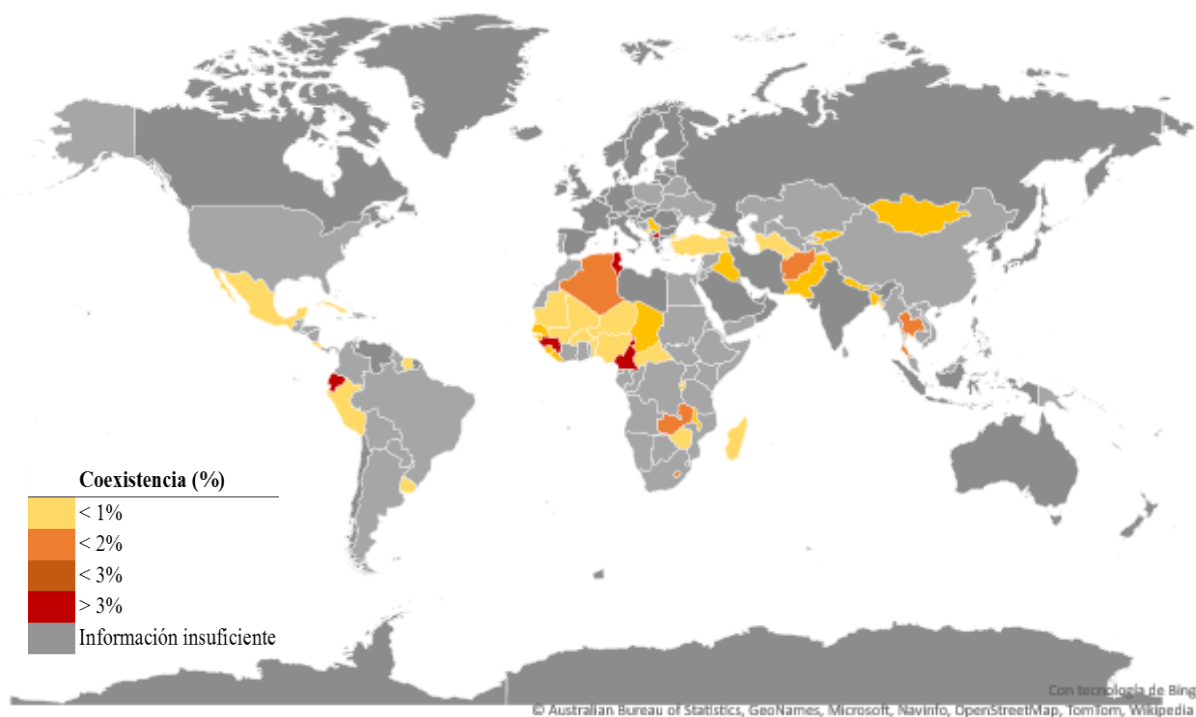 Coexistencia (%)
< 1%
< 2%
< 3%
> 3%
Información insuficiente
Con tecnología de Bing
© Australian Bureau of Statistics, GeoNames, Microsoft, Navinfo, OpenStreetMap, TomTom, Wikipedia